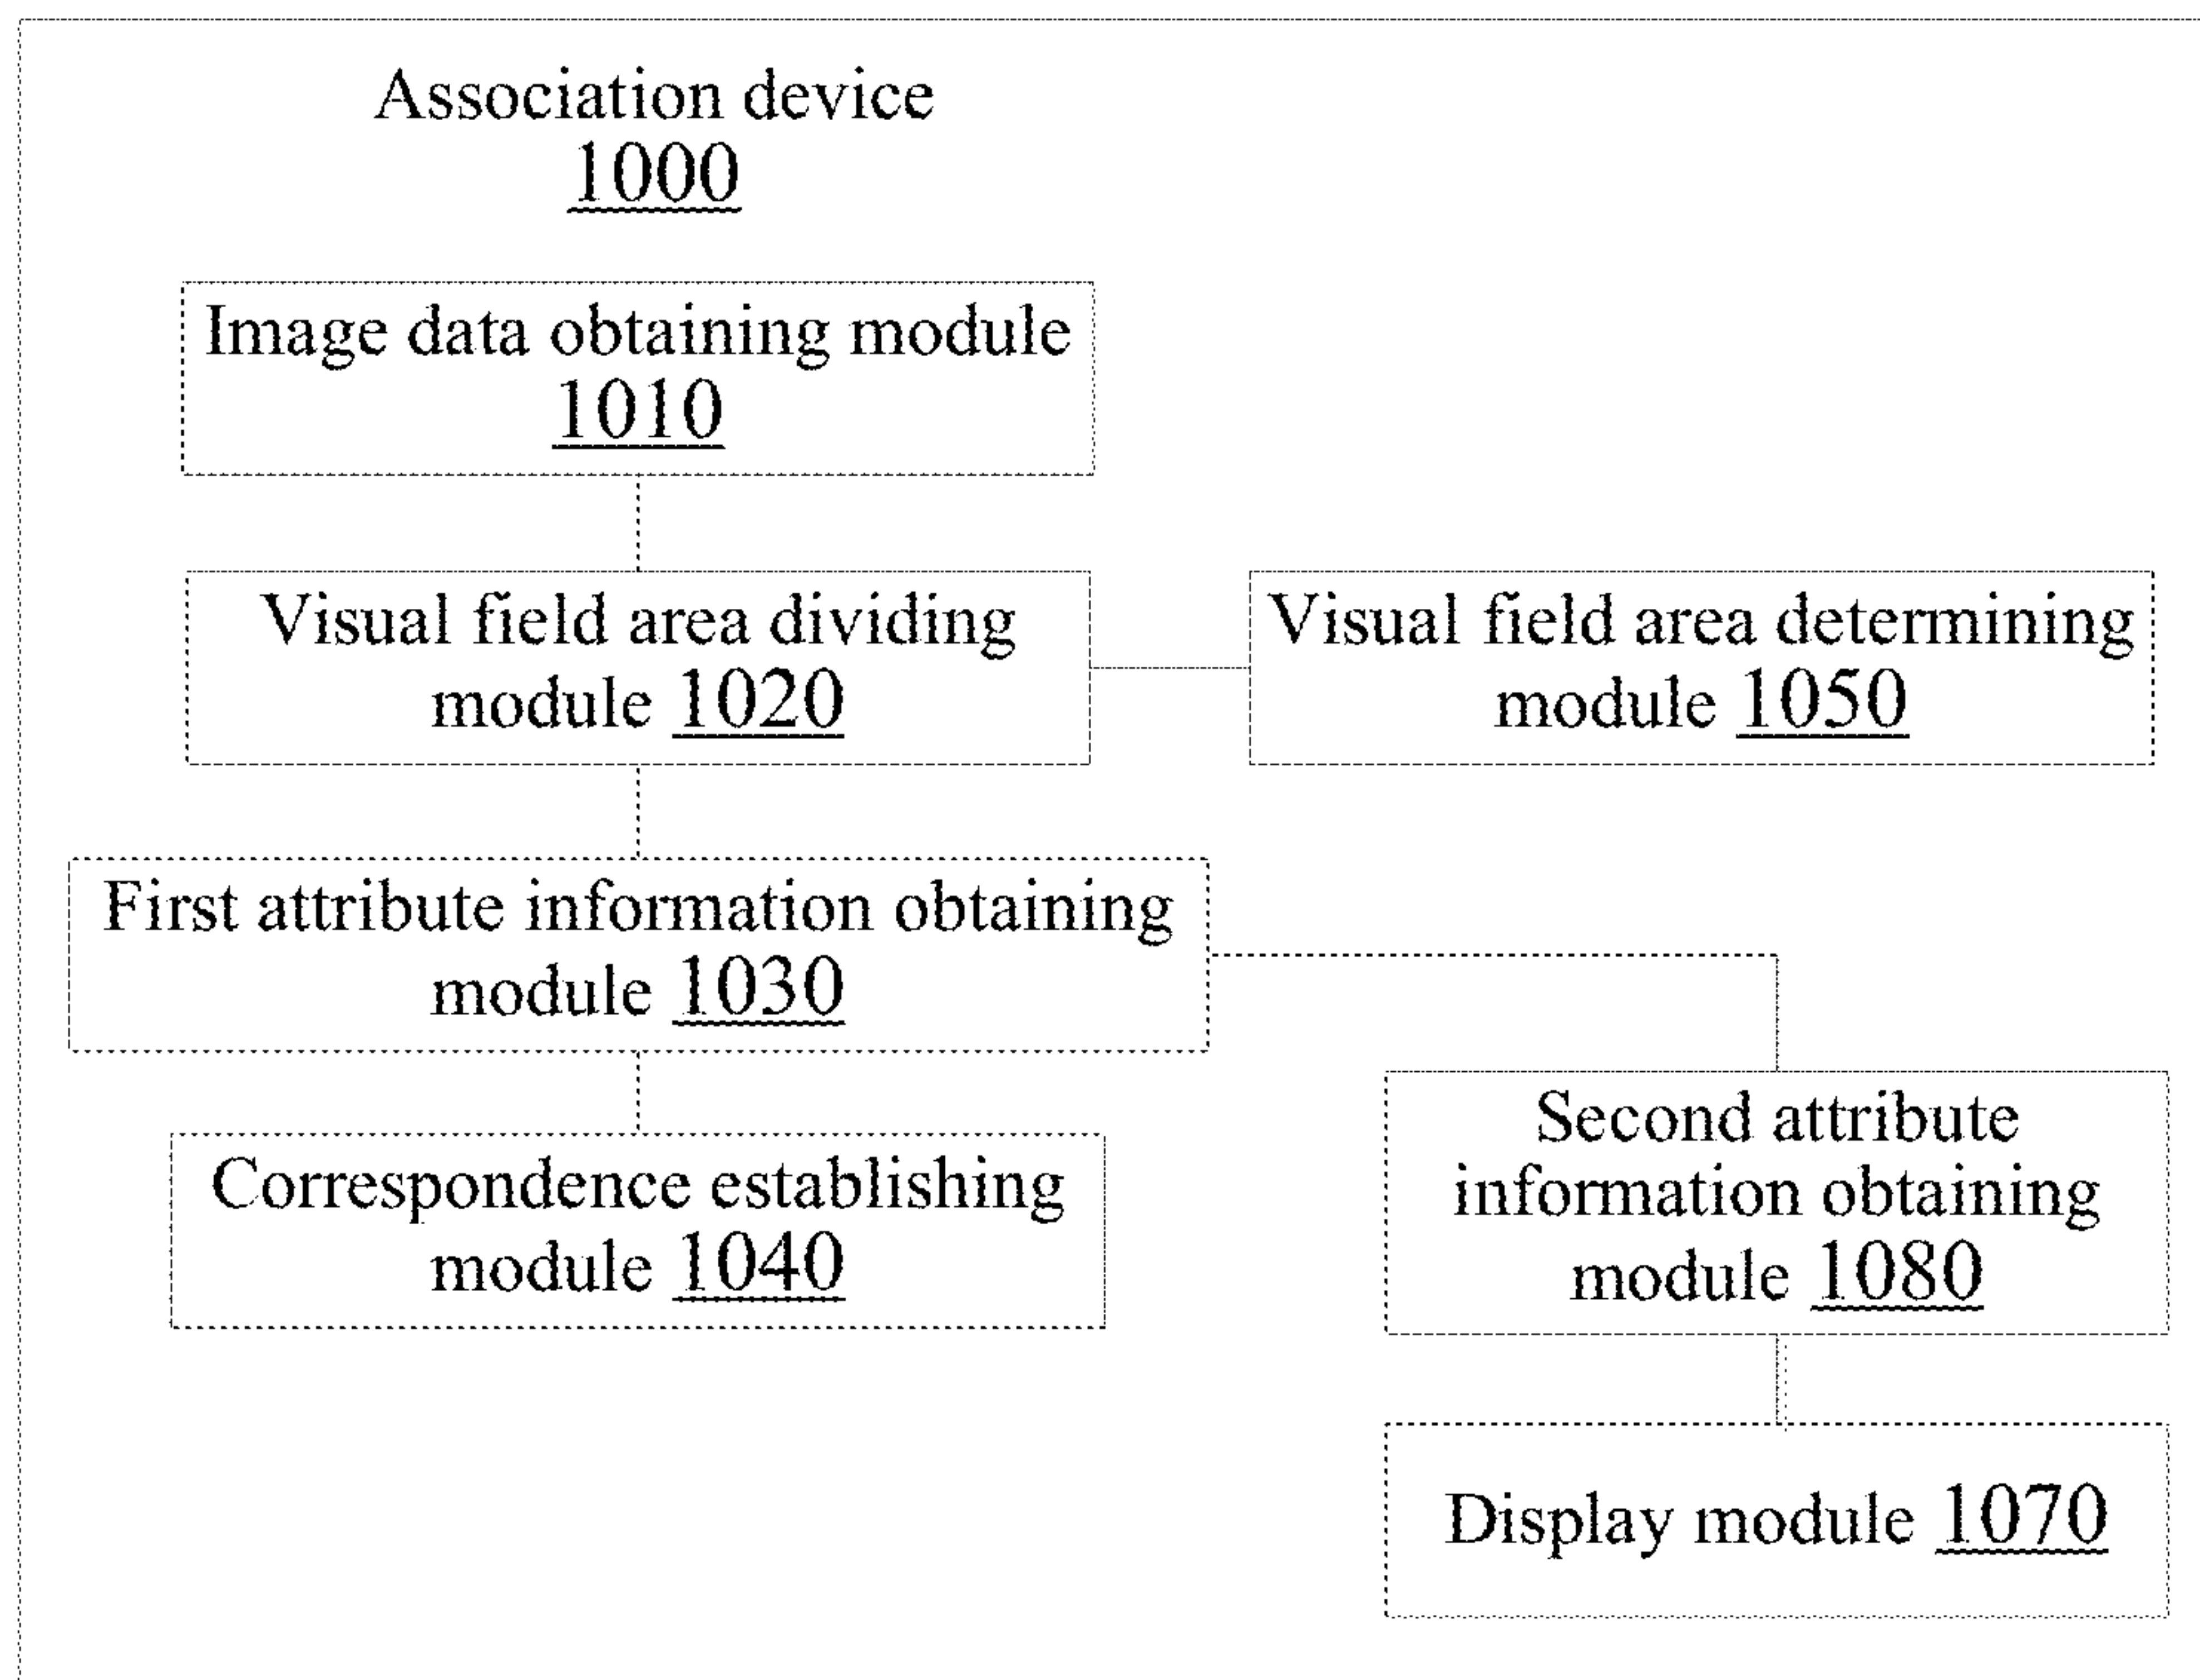 Association device
1000
Image data obtaining module
1010
Visual field area dividing
module 1020
Visual field area determining
module 1050
First attribute information obtaining
module 1030
Correspondence establishing
module 1040
Second attribute
information obtaining
module 1080
Display module 1070